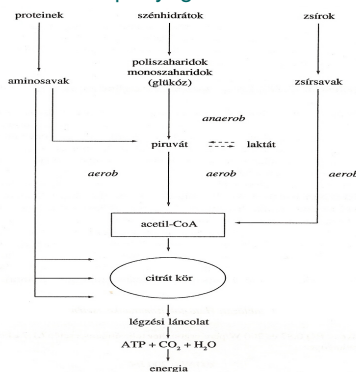 proteinek szénhidrátok zsírok
poliszaharidok
monoszaharidok
aminosavak (glükóz) zsírsavak
anaerob
piruvát laktát
aerob aerob aerob
acetil-CoA
citrát kör
légzési láncolat
ATP + CO₂ + H₂O
energia